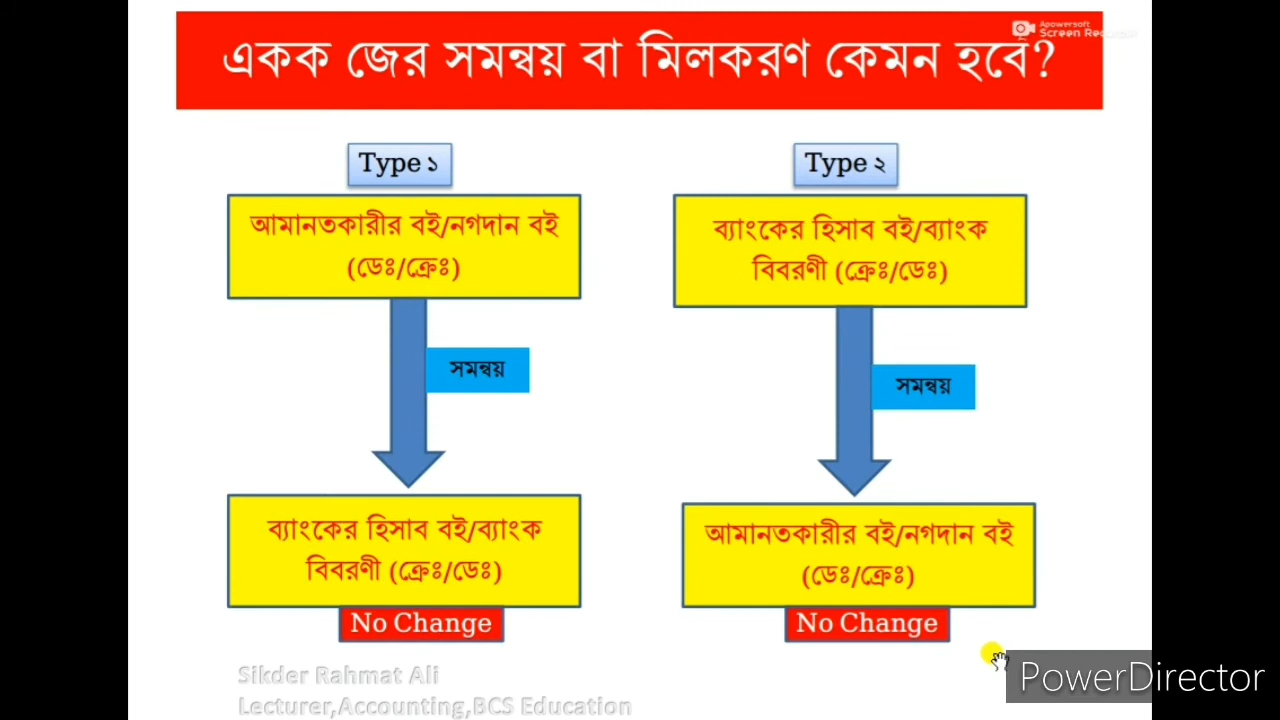 Apowersoft
Screen Recorder
একক জের সমন্বয় বা মিলকরণ কেমন হবে?
Type ১
আমানতকারীর বই/নগদান বই
(ডেঃ/ক্রেঃ)
সমন্বয়
ব্যাংকের হিসাব বই/ব্যাংক
বিবরণী (ক্রেঃ/ডেঃ)
No Change
Type ২
ব্যাংকের হিসাব বই/ব্যাংক
বিবরণী (ক্রেঃ/ডেঃ)
সমন্বয়
আমানতকারীর বই/নগদান বই
(ডেঃ/ক্রেঃ)
No Change
Sikder Rahmat Ali
Lecturer,Accounting,BCS Education
PowerDirector